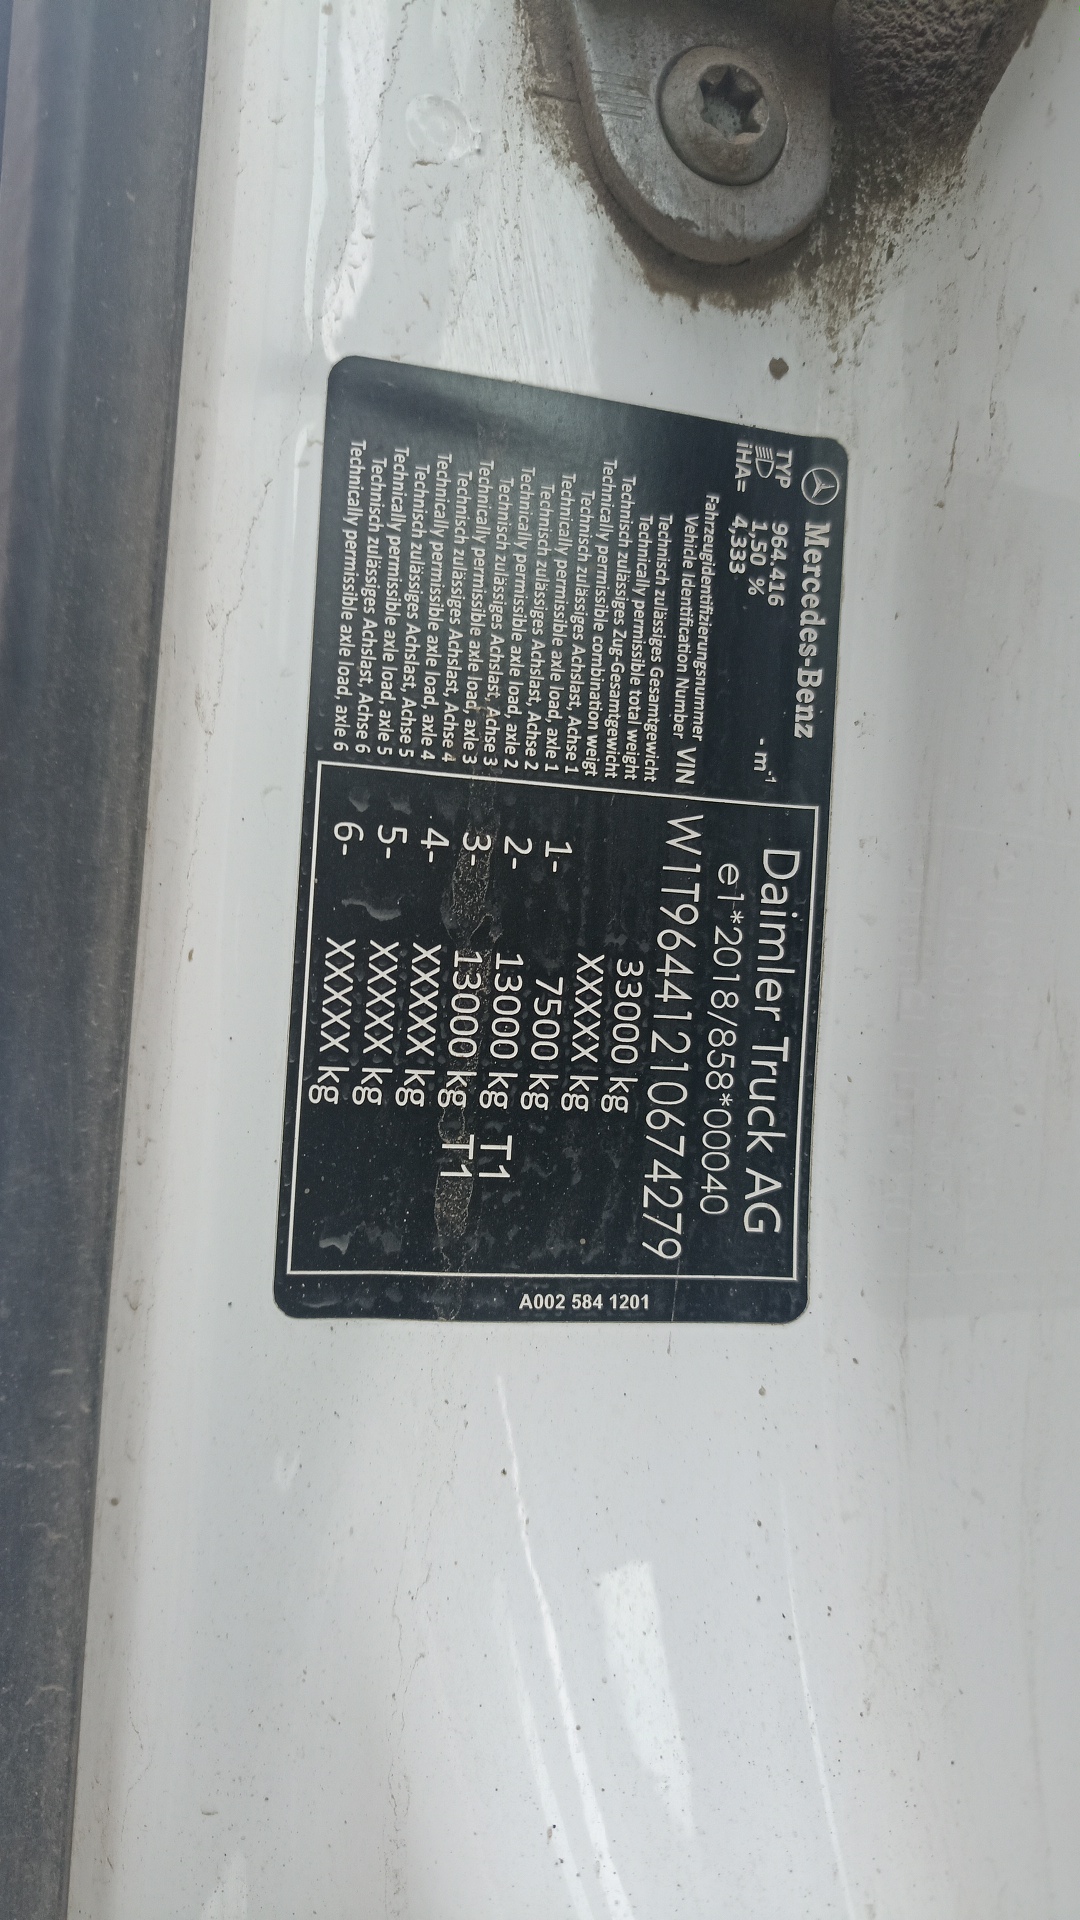 Mercedes-Benz
TYP 964.416
1,50 % - m⁻¹
iHA= 4,333
Fahrzeugidentifizierungsnummer
Vehicle Identification Number VIN
Technisch zulässiges Gesamtgewicht
Technically permissible total weight
Technisch zulässiges Zug-Gesamtgewicht
Technically permissible combination weigt
Technisch zulässiges Achslast, Achse 1
Technically permissible axle load, axle 1
Technisch zulässiges Achslast, Achse 2
Technically permissible axle load, axle 2
Technisch zulässiges Achslast, Achse 3
Technically permissible axle load, axle 3
Technisch zulässiges Achslast, Achse 4
Technically permissible axle load, axle 4
Technisch zulässiges Achslast, Achse 5
Technically permissible axle load, axle 5
Technisch zulässiges Achslast, Achse 6
Technically permissible axle load, axle 6
Daimler Truck AG
e1*2018/858*00040
W1T96441210674279
33000 kg
XXXXX kg
1- 7500 kg
2- 13000 kg T1
3- 13000 kg T1
4- XXXXX kg
5- XXXXX kg
6- XXXXX kg
A002 584 1201